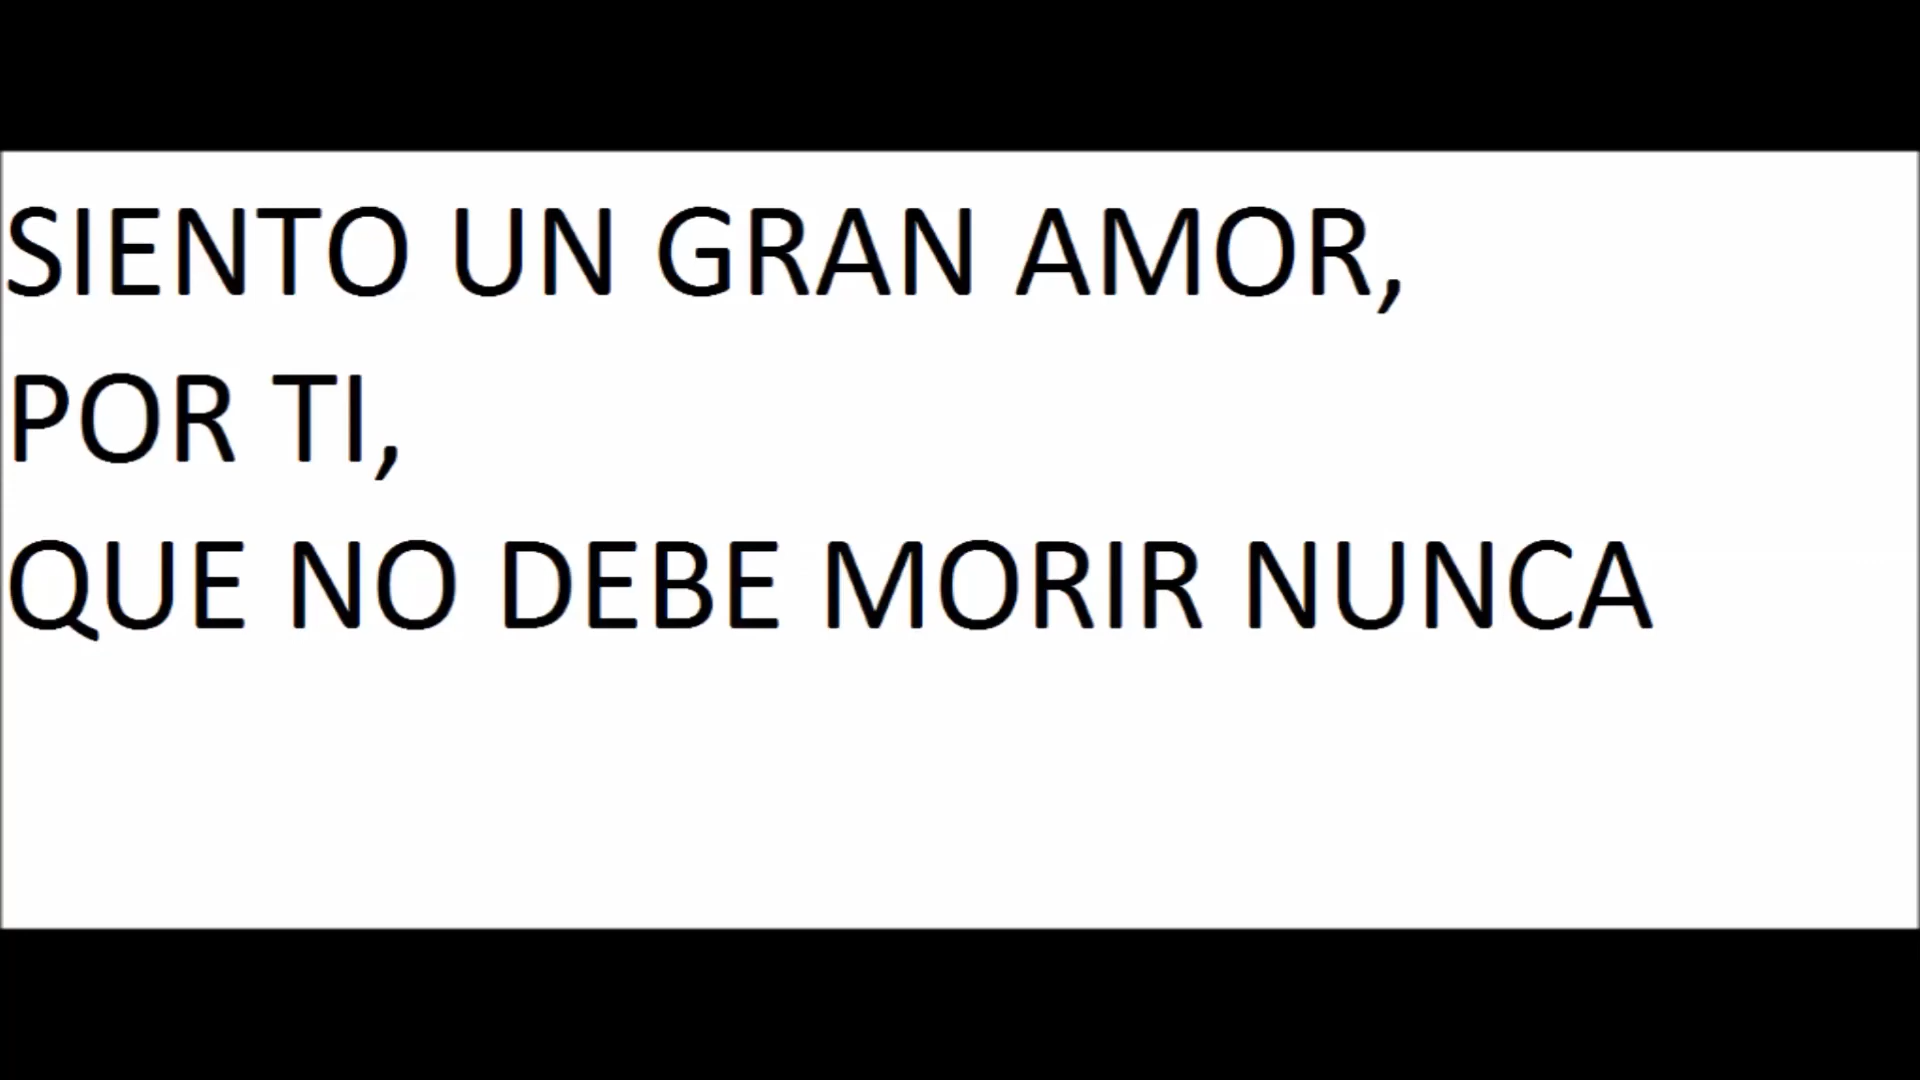 SIENTO UN GRAN AMOR,
POR TI,
QUE NO DEBE MORIR NUNCA